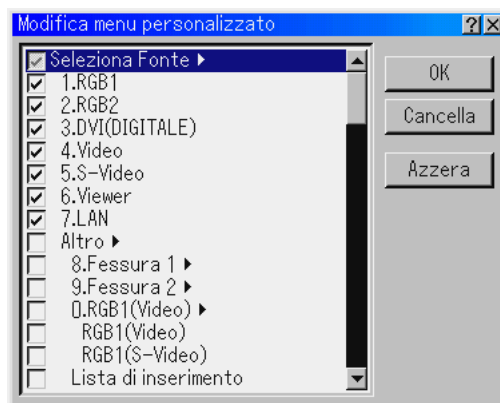 Modifica menu personalizzato
Seleziona Fonte
1.RGB1
2.RGB2
3.DVI(DIGITALE)
4.Video
5.S-Video
6.Viewer
7.LAN
Altro
8.Fessura 1
9.Fessura 2
0.RGB1(Video)
RGB1(Video)
RGB1(S-Video)
Lista di inserimento
OK
Cancella
Azzera